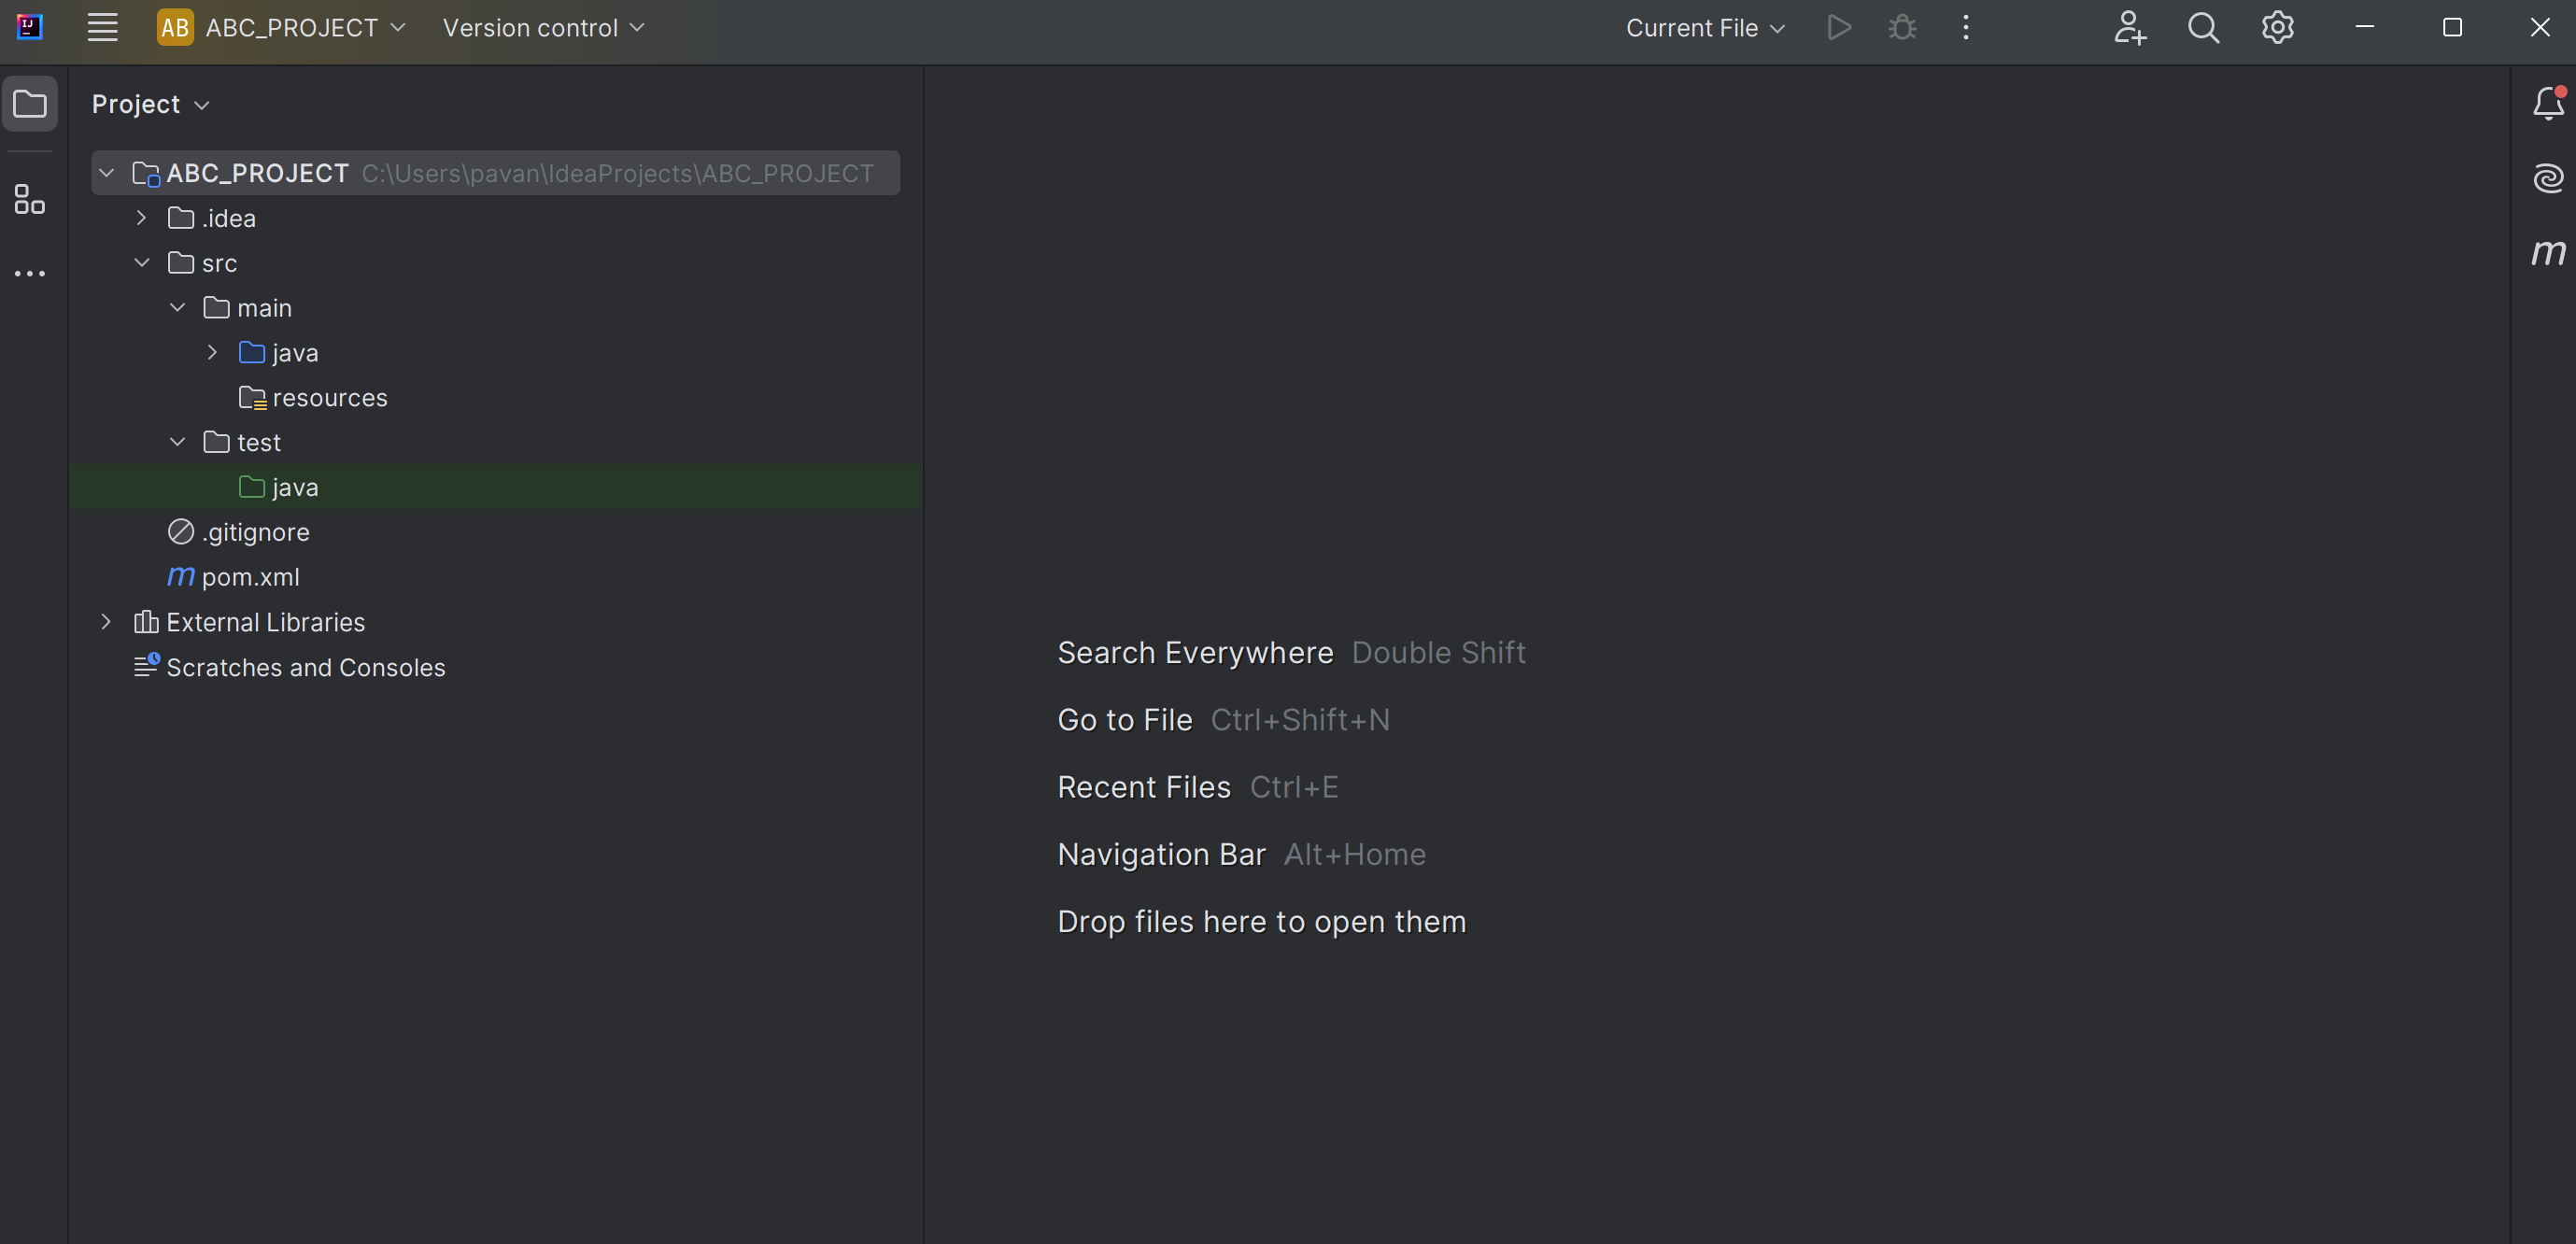 IJ
AB ABC_PROJECT Version control Current File
Project
ABC_PROJECT C:\Users\pavan\IdeaProjects\ABC_PROJECT
.idea
src
main
java
resources
test
java
.gitignore
m pom.xml
External Libraries
Scratches and Consoles
m
Search Everywhere Double Shift
Go to File Ctrl+Shift+N
Recent Files Ctrl+E
Navigation Bar Alt+Home
Drop files here to open them